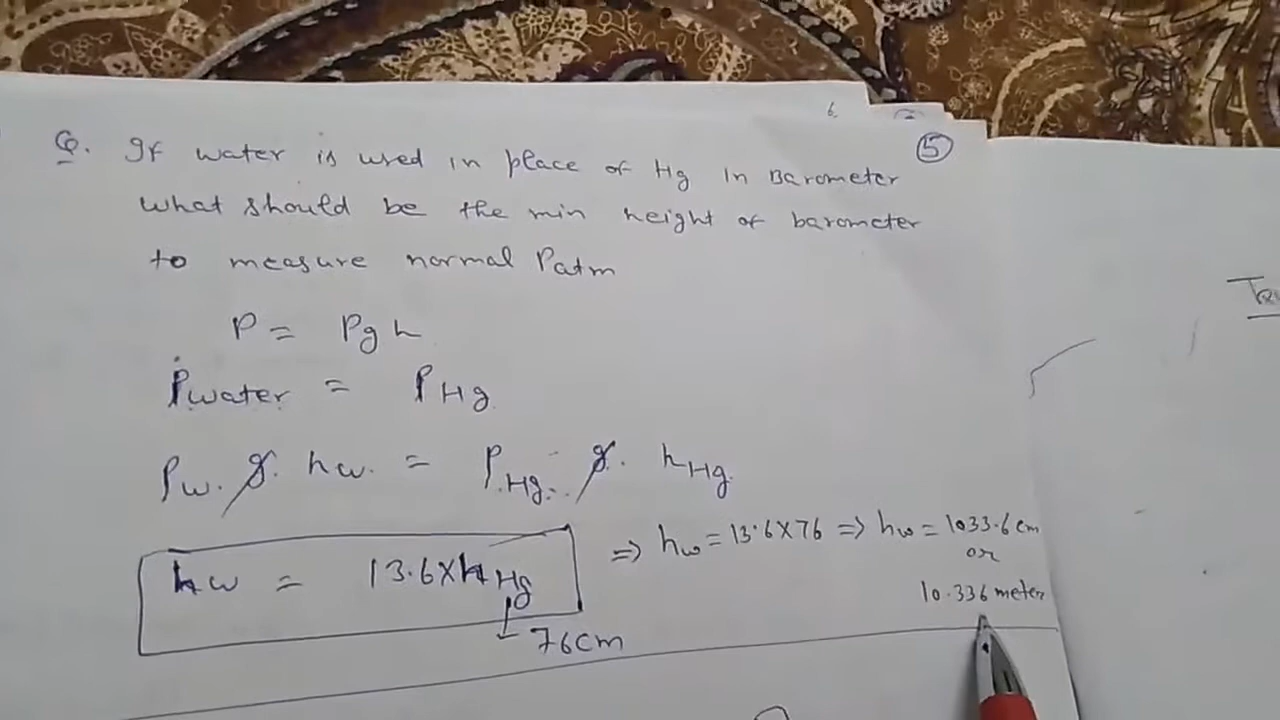 6
5
Q. If water is used in place of Hg In Barometer
what should be the min height of barometer
to measure normal Patm
P = ρgh
Pwater = PHg
ρw. g. hw. = ρHg. g. hHg.
hw = 13.6×hHg
76cm
⇒ hw = 13.6×76 ⇒ hw = 1033.6 cm
or
10.336 meter